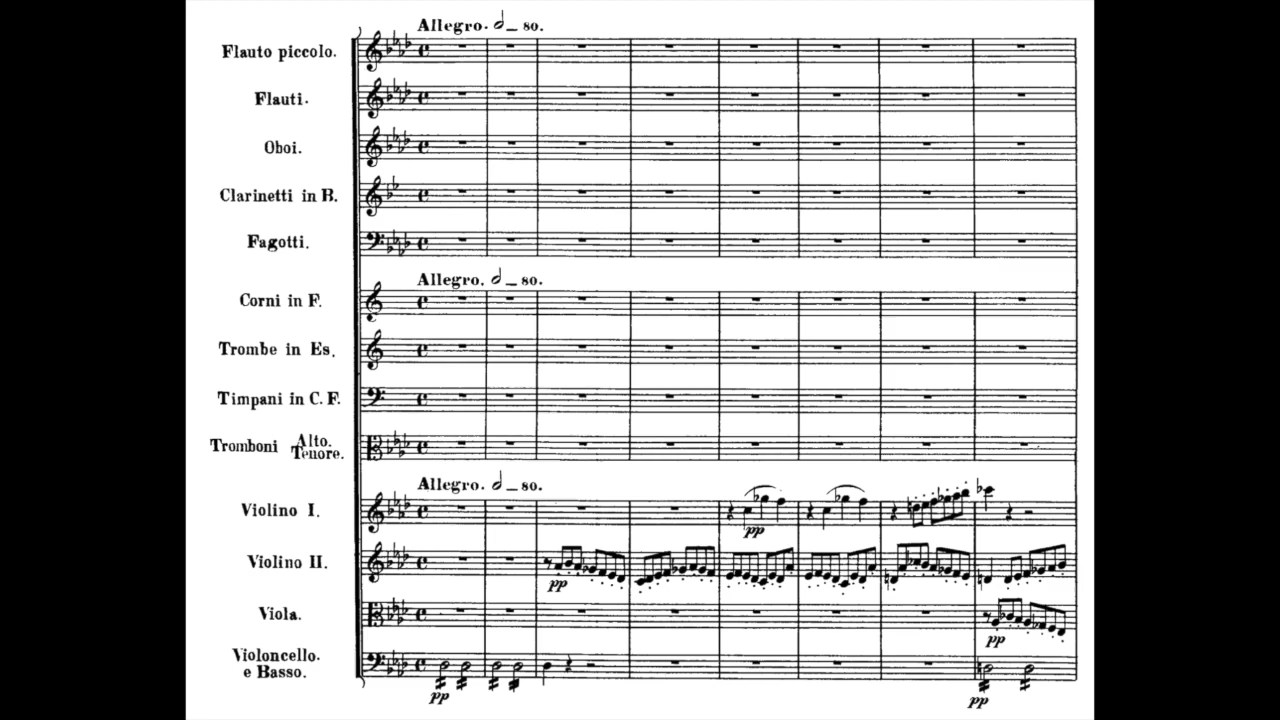 Allegro. 𝅗𝅥 = 80.
Flauto piccolo.
Flauti.
Oboi.
Clarinetti in B.
Fagotti.
Allegro. 𝅗𝅥 = 80.
Corni in F.
Trombe in Es.
Timpani in C. F.
Tromboni Alto. Tenore.
Allegro. 𝅗𝅥 = 80.
Violino I.
pp
Violino II.
pp
Viola.
pp
Violoncello.
e Basso.
pp
pp